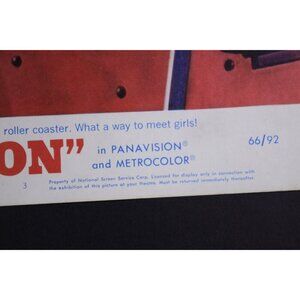 roller coaster. What a way to meet girls!
ON" in PANAVISION®
and METROCOLOR®
66/92
3
Property of National Screen Service Corp. Licensed for display only in connection with
the exhibition of this picture at your theatre. Must be returned immediately thereafter.